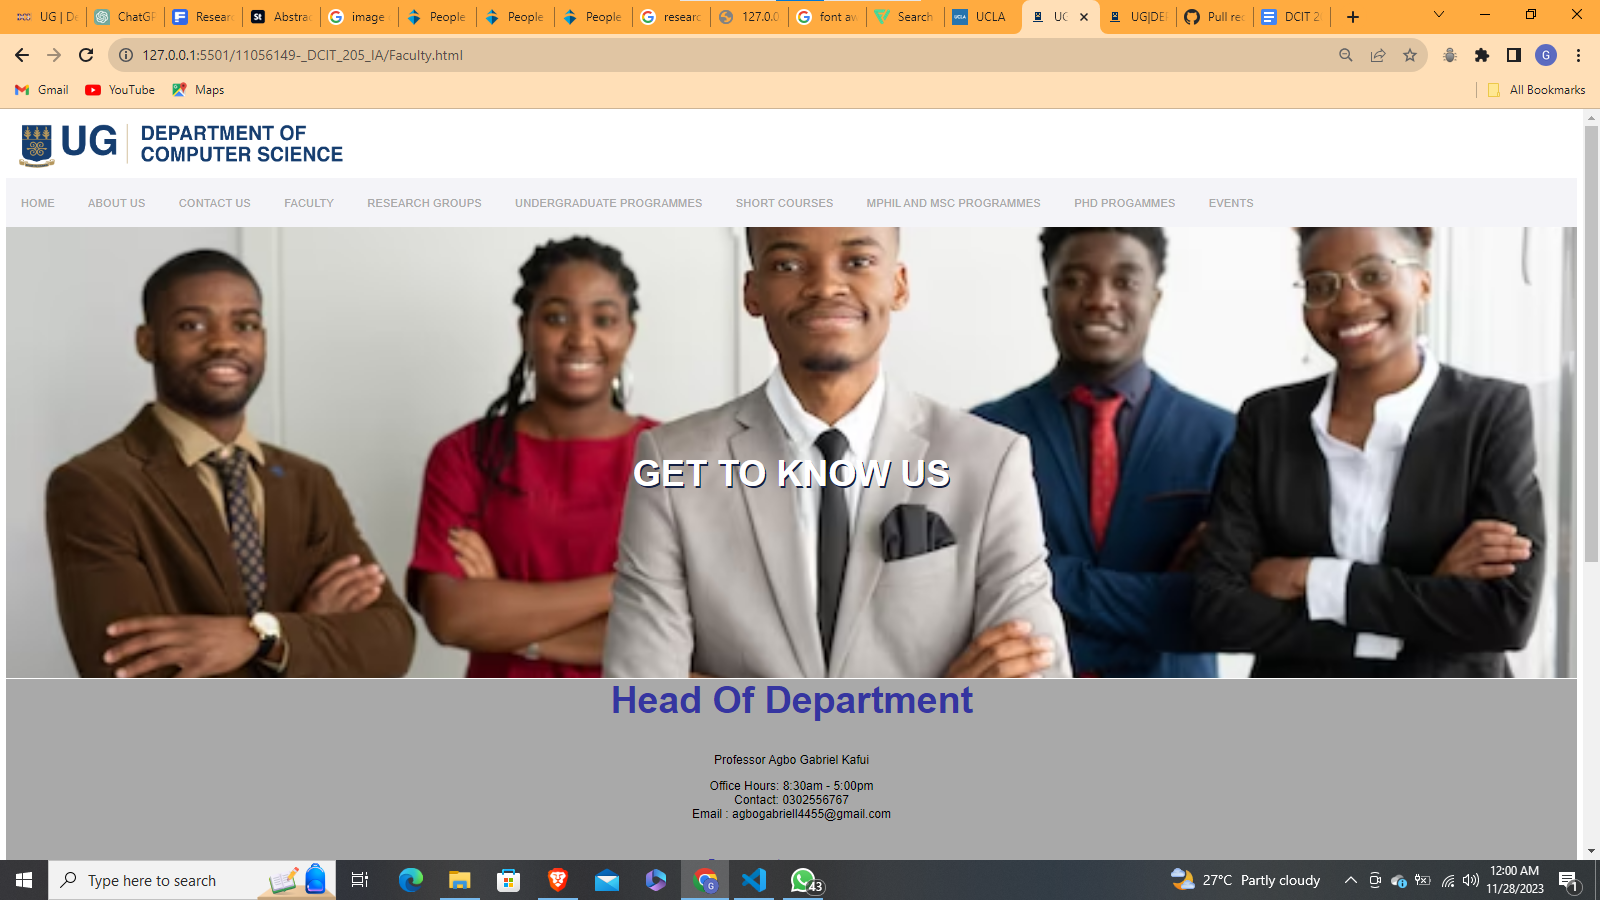 UG | De
ChatGP
Resear
Abstrac
image
People
People
People
researc
127.0.0
font aw
Search
UCLA
UG
UG|DEI
Pull rec
DCIT 2
127.0.0.1:5501/11056149-_DCIT_205_IA/Faculty.html
G
Gmail
YouTube
Maps
All Bookmarks
UG
DEPARTMENT OF
COMPUTER SCIENCE
HOME
ABOUT US
CONTACT US
FACULTY
RESEARCH GROUPS
UNDERGRADUATE PROGRAMMES
SHORT COURSES
MPHIL AND MSC PROGRAMMES
PHD PROGAMMES
EVENTS
GET TO KNOW US
Head Of Department
Professor Agbo Gabriel Kafui
Office Hours: 8:30am - 5:00pm
Contact: 0302556767
Email : agbogabriell4455@gmail.com
Type here to search
43
27°C Partly cloudy
12:00 AM
11/28/2023
1